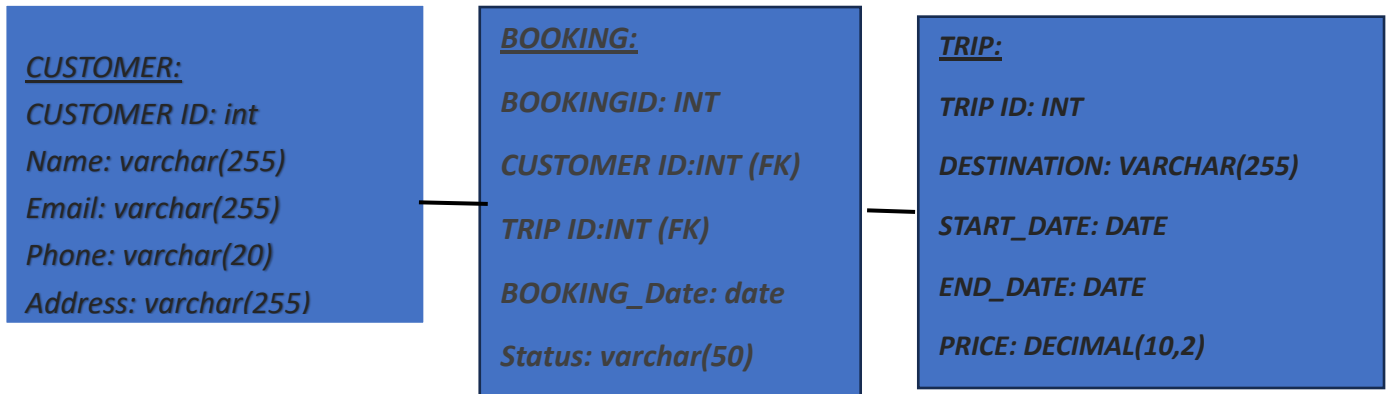 CUSTOMER:
CUSTOMER ID: int
Name: varchar(255)
Email: varchar(255)
Phone: varchar(20)
Address: varchar(255)
BOOKING:
BOOKINGID: INT
CUSTOMER ID:INT (FK)
TRIP ID:INT (FK)
BOOKING_Date: date
Status: varchar(50)
TRIP:
TRIP ID: INT
DESTINATION: VARCHAR(255)
START_DATE: DATE
END_DATE: DATE
PRICE: DECIMAL(10,2)